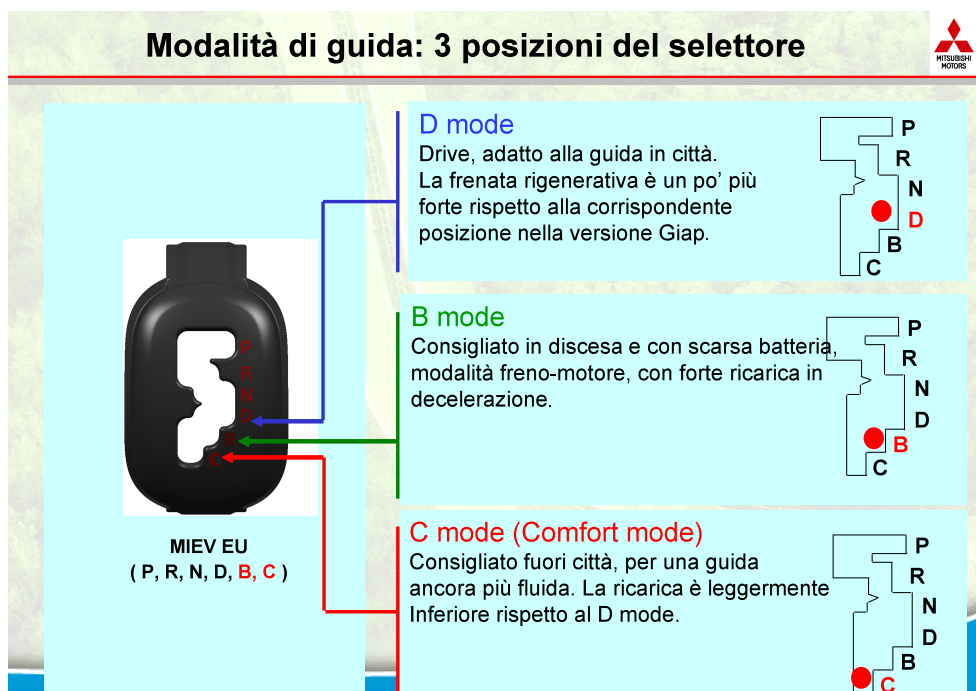 Modalità di guida: 3 posizioni del selettore
MITSUBISHI
MOTORS
D mode
Drive, adatto alla guida in città.
La frenata rigenerativa è un po’ più
forte rispetto alla corrispondente
posizione nella versione Giap.
P
R
N
D
B
C
B mode
Consigliato in discesa e con scarsa batteria,
modalità freno-motore, con forte ricarica in
decelerazione.
P
R
N
D
B
C
P
R
N
D
B
C
MIEV EU
( P, R, N, D, B, C )
C mode (Comfort mode)
Consigliato fuori città, per una guida
ancora più fluida. La ricarica è leggermente
Inferiore rispetto al D mode.
P
R
N
D
B
C